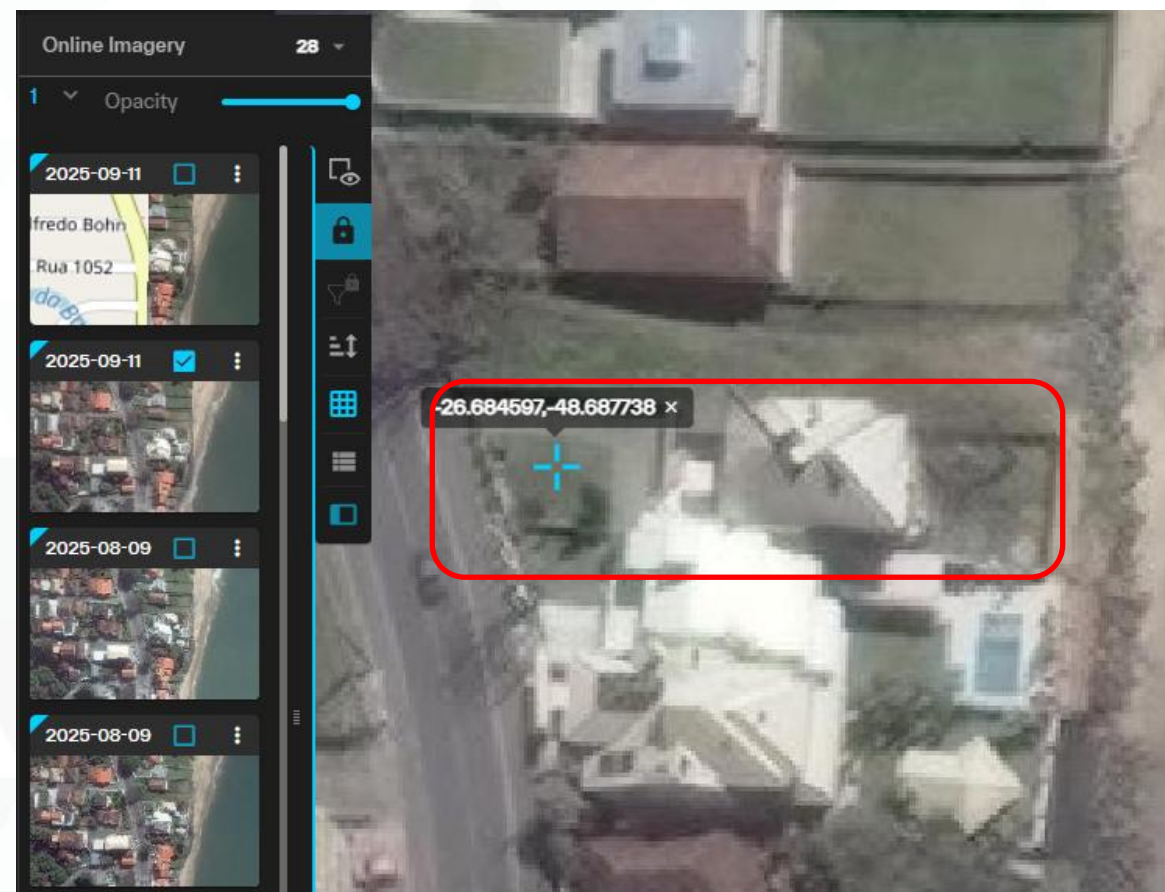 Online Imagery 28
1 Opacity
2025-09-11
lfredo Bohn
Rua 1052
do
2025-09-11
-26.684597,-48.687738 ×
2025-08-09
2025-08-09